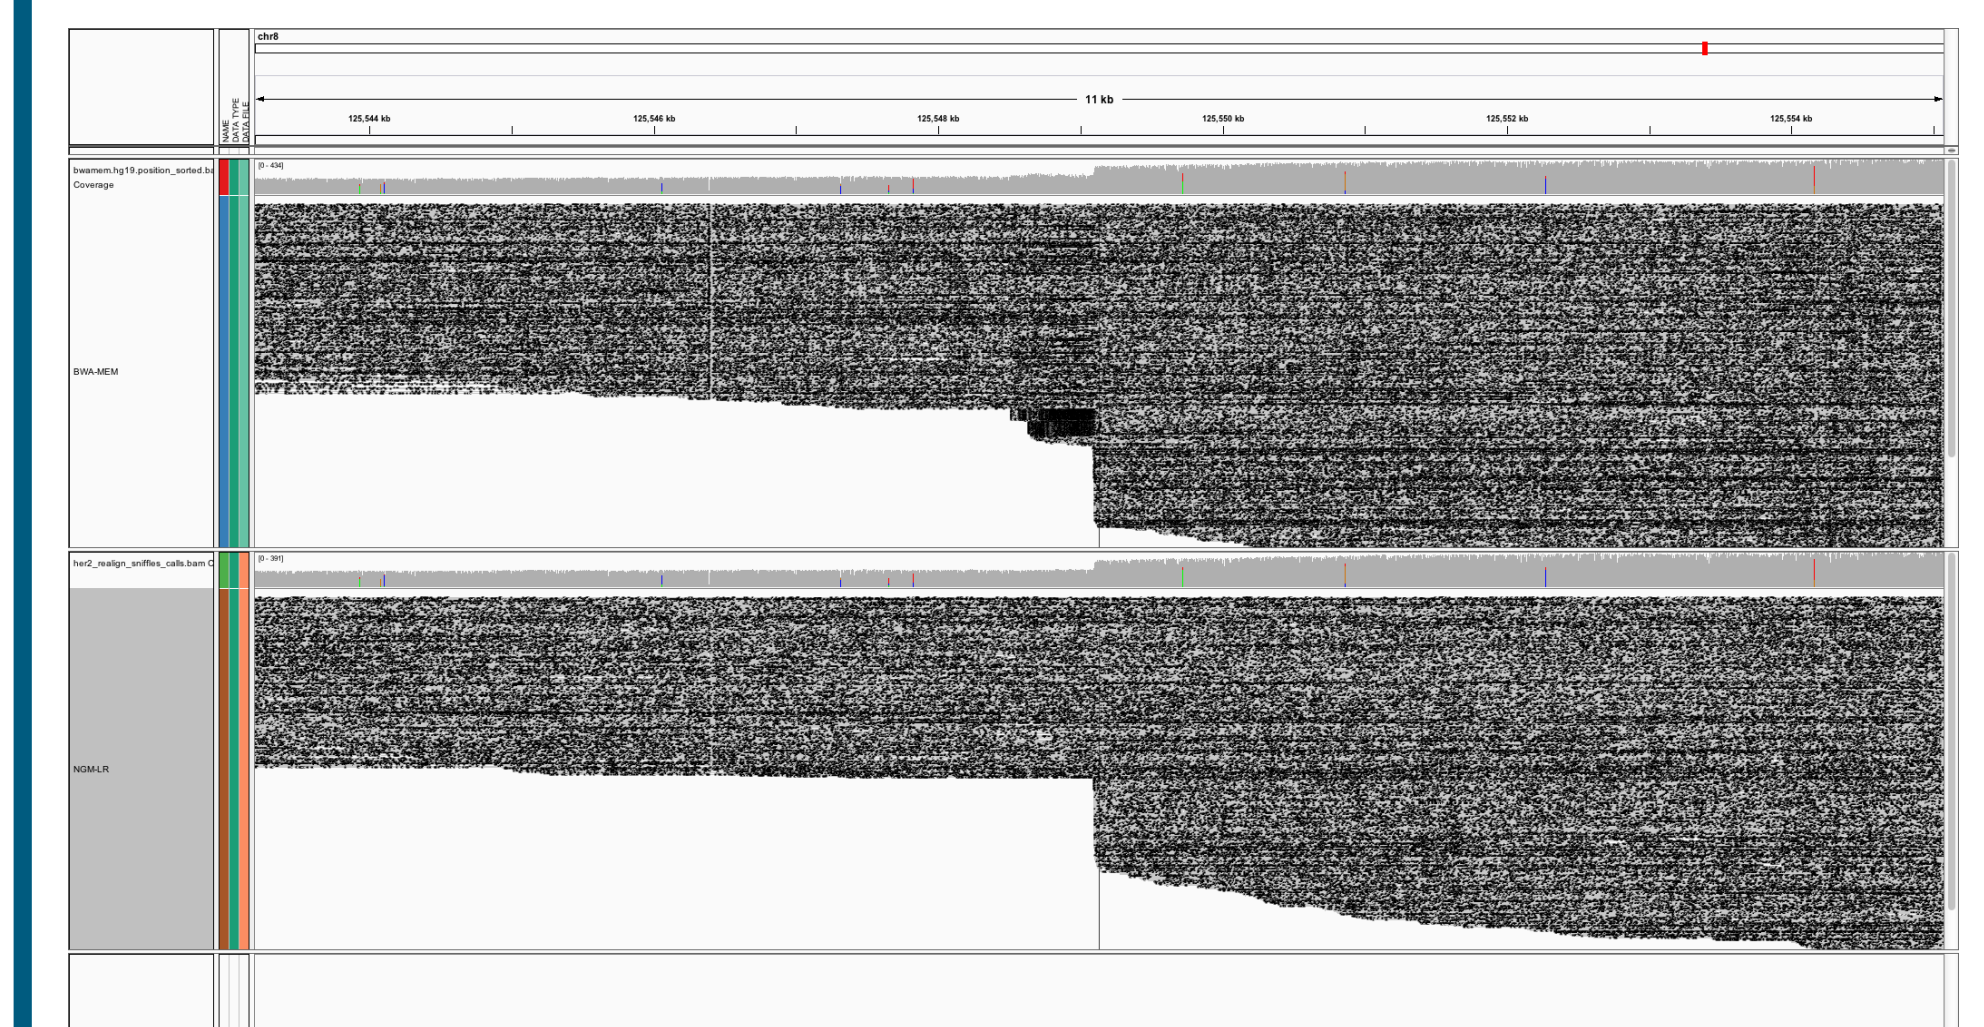 chr8
NAME
DATA TYPE
DATA FILE
11 kb
125,544 kb
125,546 kb
125,548 kb
125,550 kb
125,552 kb
125,554 kb
bwamem.hg19.position_sorted.ba
Coverage
[0 - 434]
BWA-MEM
her2_realign_sniffles_calls.bam C
[0 - 391]
NGM-LR